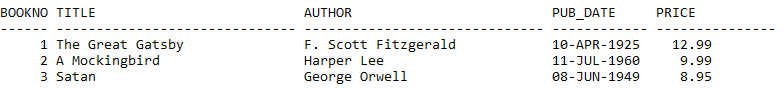 BOOKNO TITLE                          AUTHOR                         PUB_DATE     PRICE
------ ------------------------------ ------------------------------ ------------ ---------------
     1 The Great Gatsby               F. Scott Fitzgerald            10-APR-1925  12.99
     2 A Mockingbird                  Harper Lee                     11-JUL-1960   9.99
     3 Satan                          George Orwell                  08-JUN-1949   8.95